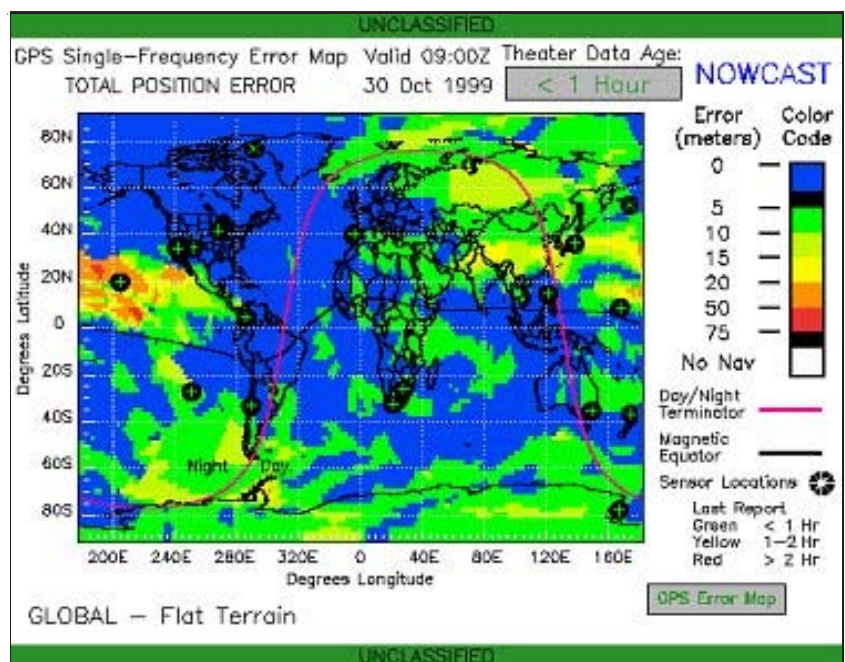 UNCLASSIFIED
GPS Single-Frequency Error Map Valid 09:00Z Theater Data Age:
TOTAL POSITION ERROR 30 Oct 1999 < 1 Hour
NOWCAST
Error (meters)
Color Code
0
5
10
15
20
50
75
No Nav
Day/Night
Terminator
Magnetic
Equator
Sensor Locations
Last Report
Green < 1 Hr
Yellow 1-2 Hr
Red > 2 Hr
Degrees Latitude
80N
60N
40N
20N
0
20S
40S
60S
80S
Night Day
200E 240E 280E 320E 0 40E 80E 120E 160E
Degrees Longitude
GPS Error Map
GLOBAL - Flat Terrain
UNCLASSIFIED